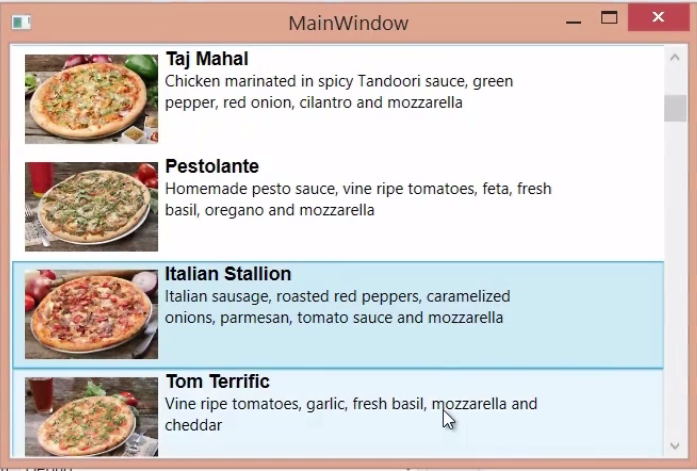 MainWindow
Taj Mahal
Chicken marinated in spicy Tandoori sauce, green
pepper, red onion, cilantro and mozzarella
Pestolante
Homemade pesto sauce, vine ripe tomatoes, feta, fresh
basil, oregano and mozzarella
Italian Stallion
Italian sausage, roasted red peppers, caramelized
onions, parmesan, tomato sauce and mozzarella
Tom Terrific
Vine ripe tomatoes, garlic, fresh basil, mozzarella and
cheddar